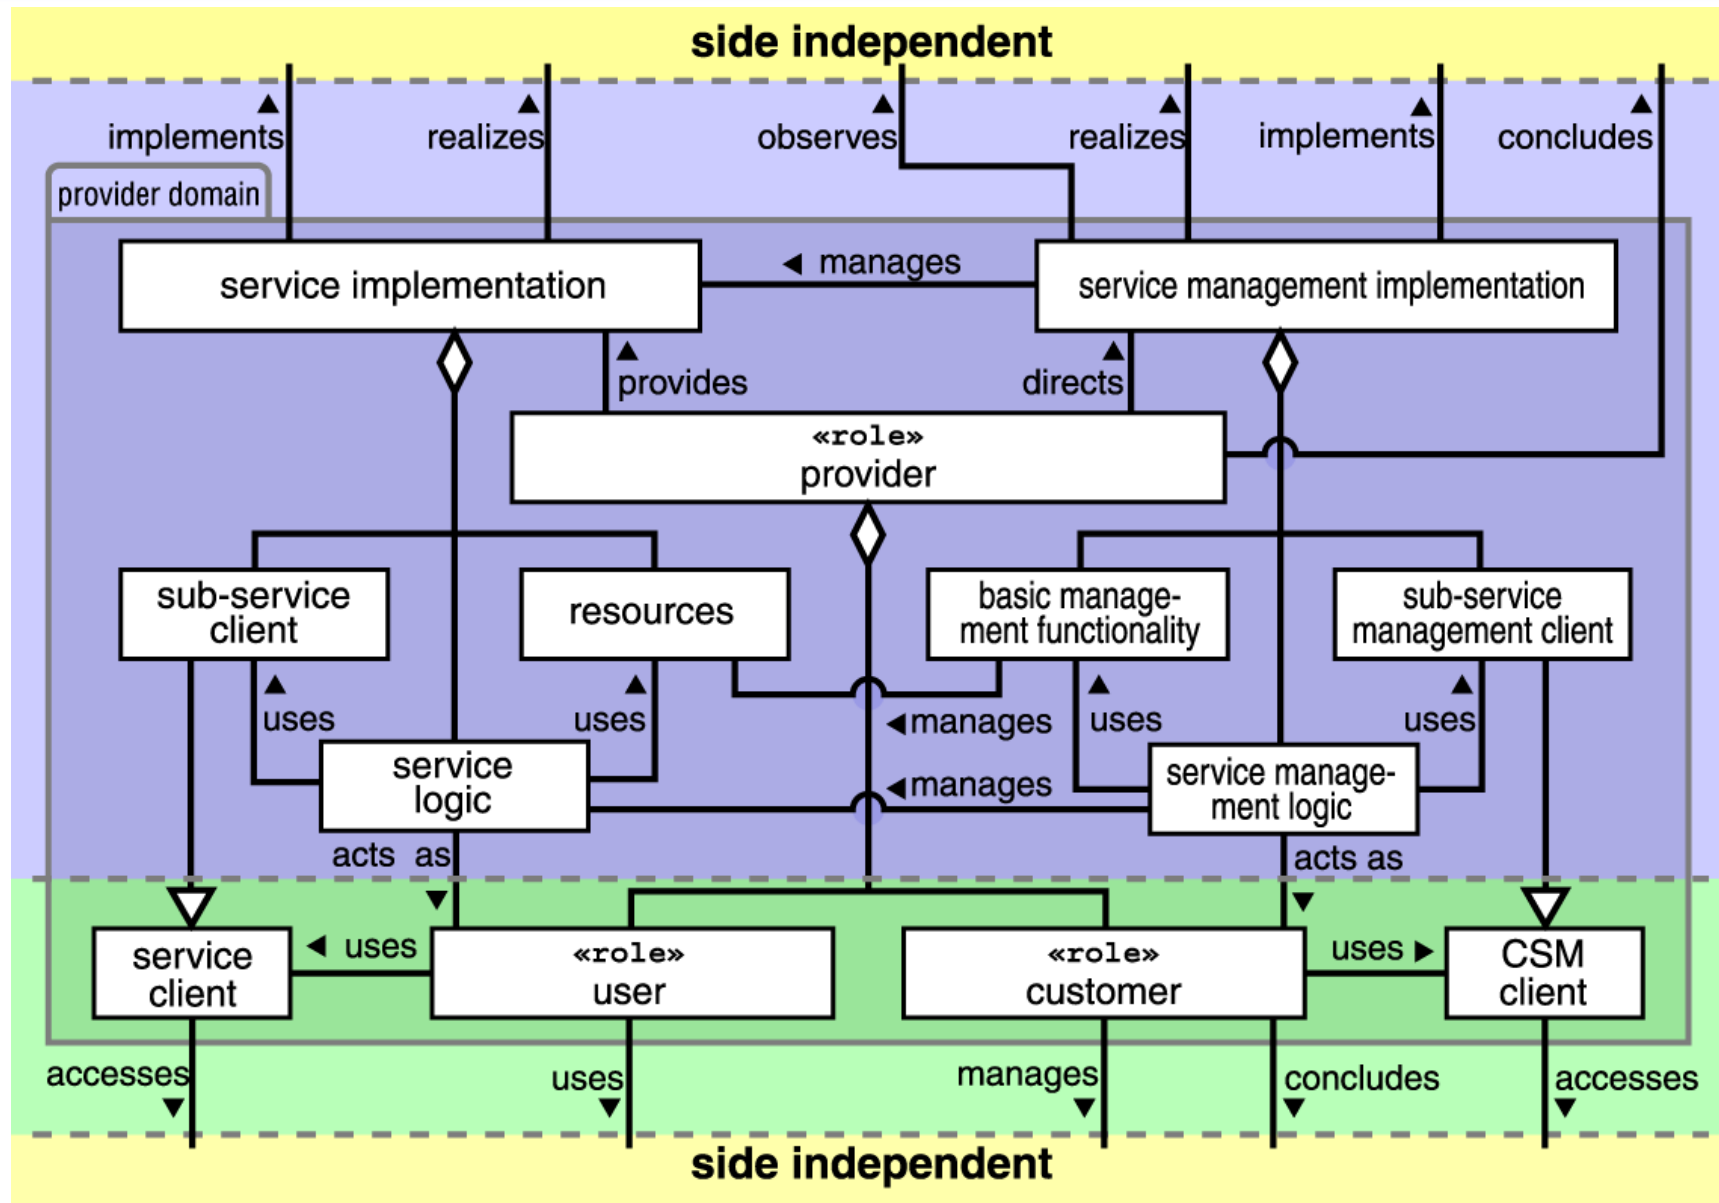 side independent
implements
realizes
observes
realizes
implements
concludes
provider domain
manages
service implementation
service management implementation
provides
directs
«role»
provider
sub-service
client
resources
basic manage-
ment functionality
sub-service
management client
uses
uses
manages
uses
uses
service
logic
manages
service manage-
ment logic
acts as
acts as
service
client
uses
«role»
user
«role»
customer
uses
CSM
client
accesses
uses
manages
concludes
accesses
side independent